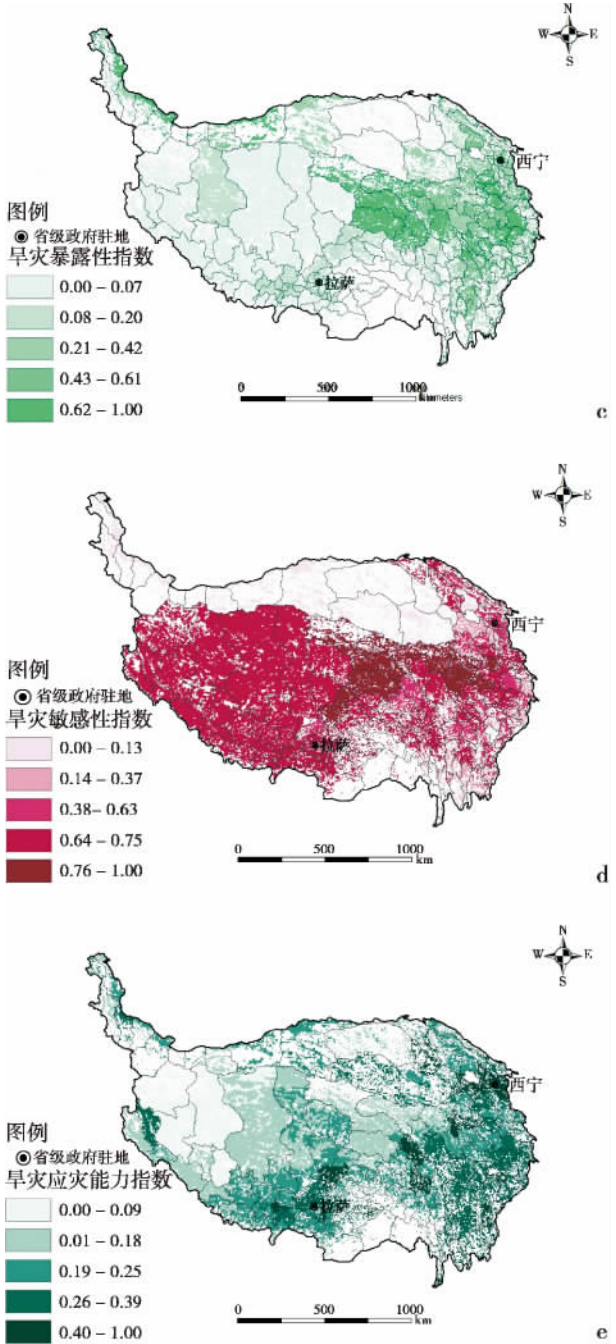 N
W E
S
西宁
图例
省级政府驻地
旱灾暴露性指数
拉萨
0.00 – 0.07
0.08 – 0.20
0.21 – 0.42
0.43 – 0.61
0.62 – 1.00
0 500 1000
Kilometers
c
N
W E
S
西宁
图例
省级政府驻地
旱灾敏感性指数
拉萨
0.00 – 0.13
0.14 – 0.37
0.38– 0.63
0.64 – 0.75
0.76 – 1.00
0 500 1000
km
d
N
W E
S
西宁
图例
省级政府驻地
旱灾应灾能力指数
拉萨
0.00 – 0.09
0.01 – 0.18
0.19 – 0.25
0.26 – 0.39
0.40 – 1.00
0 500 1000
km
e